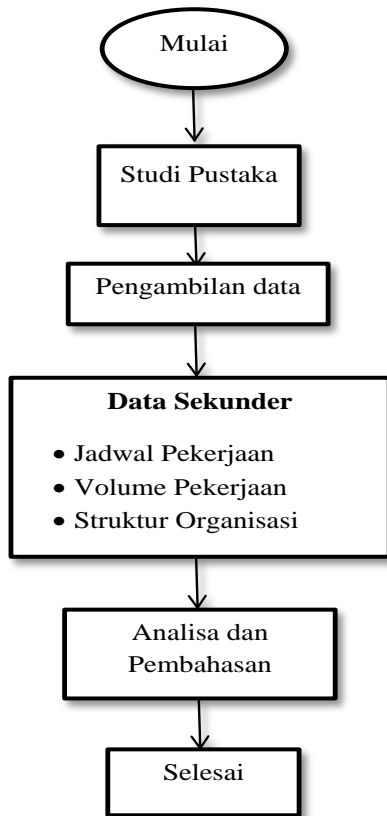 Mulai
Studi Pustaka
Pengambilan data
Data Sekunder
• Jadwal Pekerjaan
• Volume Pekerjaan
• Struktur Organisasi
Analisa dan
Pembahasan
Selesai